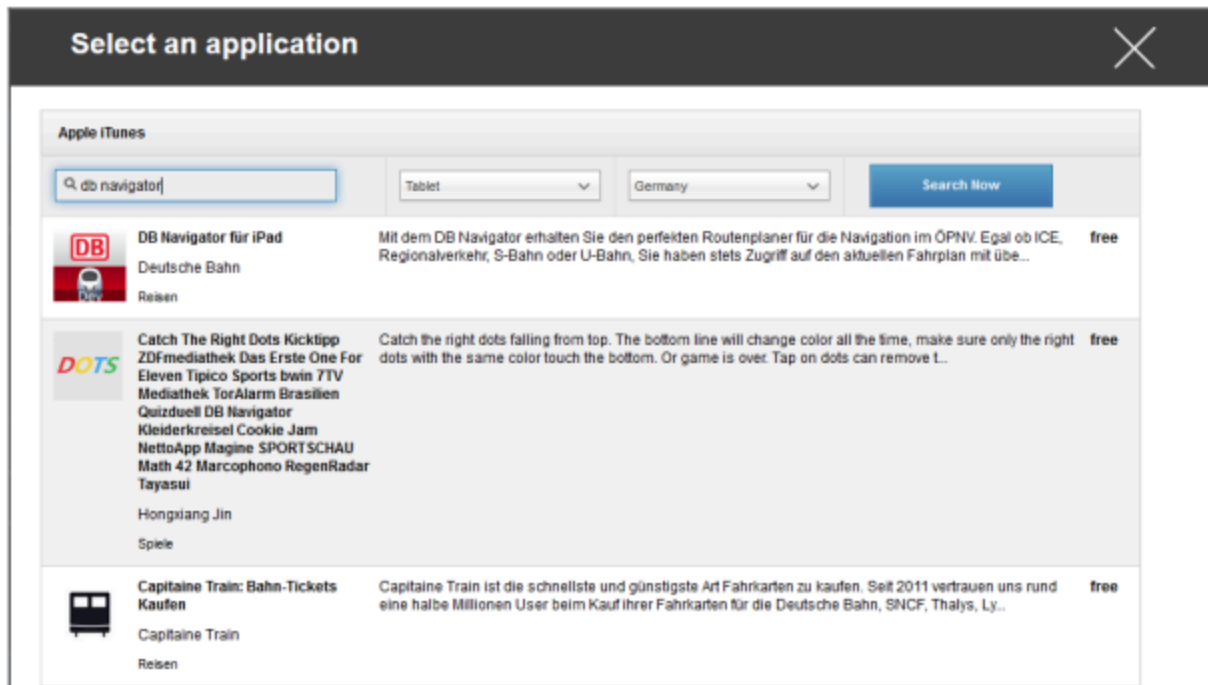 Select an application
Apple iTunes
db navigator
Tablet
Germany
Search Now
DB
DB Navigator für iPad
Deutsche Bahn
Reisen
Mit dem DB Navigator erhalten Sie den perfekten Routenplaner für die Navigation im ÖPNV. Egal ob ICE,
Regionalverkehr, S-Bahn oder U-Bahn, Sie haben stets Zugriff auf den aktuellen Fahrplan mit übe...
free
DOTS
Catch The Right Dots Kicktipp
ZDFmediathek Das Erste One For
Eleven Tipico Sports bwin 7TV
Mediathek TorAlarm Brasilien
Quizduell DB Navigator
Kleiderkreisel Cookie Jam
NettoApp Magine SPORTSCHAU
Math 42 Marcophono RegenRadar
Tayasui
Hongxiang Jin
Spiele
Catch the right dots falling from top. The bottom line will change color all the time, make sure only the right
dots with the same color touch the bottom. Or game is over. Tap on dots can remove t...
free
Capitaine Train: Bahn-Tickets
Kaufen
Capitaine Train
Reisen
Capitaine Train ist die schnellste und günstigste Art Fahrkarten zu kaufen. Seit 2011 vertrauen uns rund
eine halbe Millionen User beim Kauf ihrer Fahrkarten für die Deutsche Bahn, SNCF, Thalys, Ly...
free